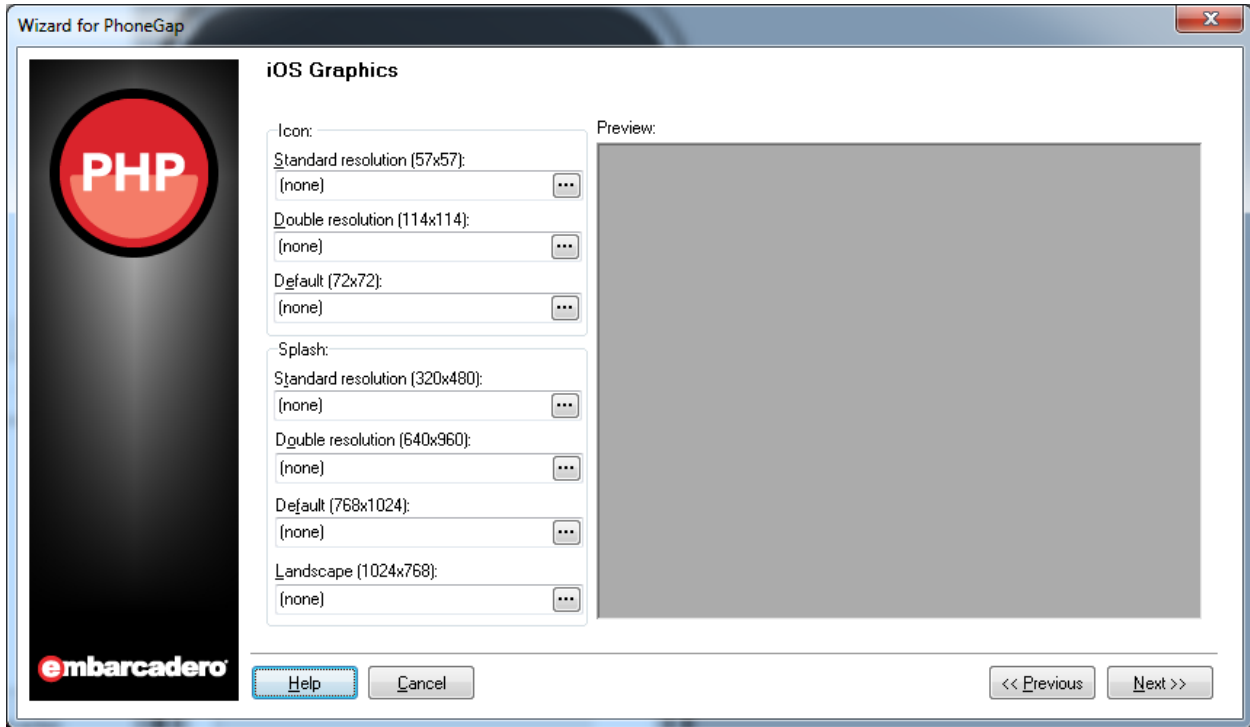 Wizard for PhoneGap
x
PHP
embarcadero
iOS Graphics
Icon:
Standard resolution (57x57):
(none)
...
Double resolution (114x114):
(none)
...
Default (72x72):
(none)
...
Splash:
Standard resolution (320x480):
(none)
...
Double resolution (640x960):
(none)
...
Default (768x1024):
(none)
...
Landscape (1024x768):
(none)
...
Preview:
Help
Cancel
<< Previous
Next >>